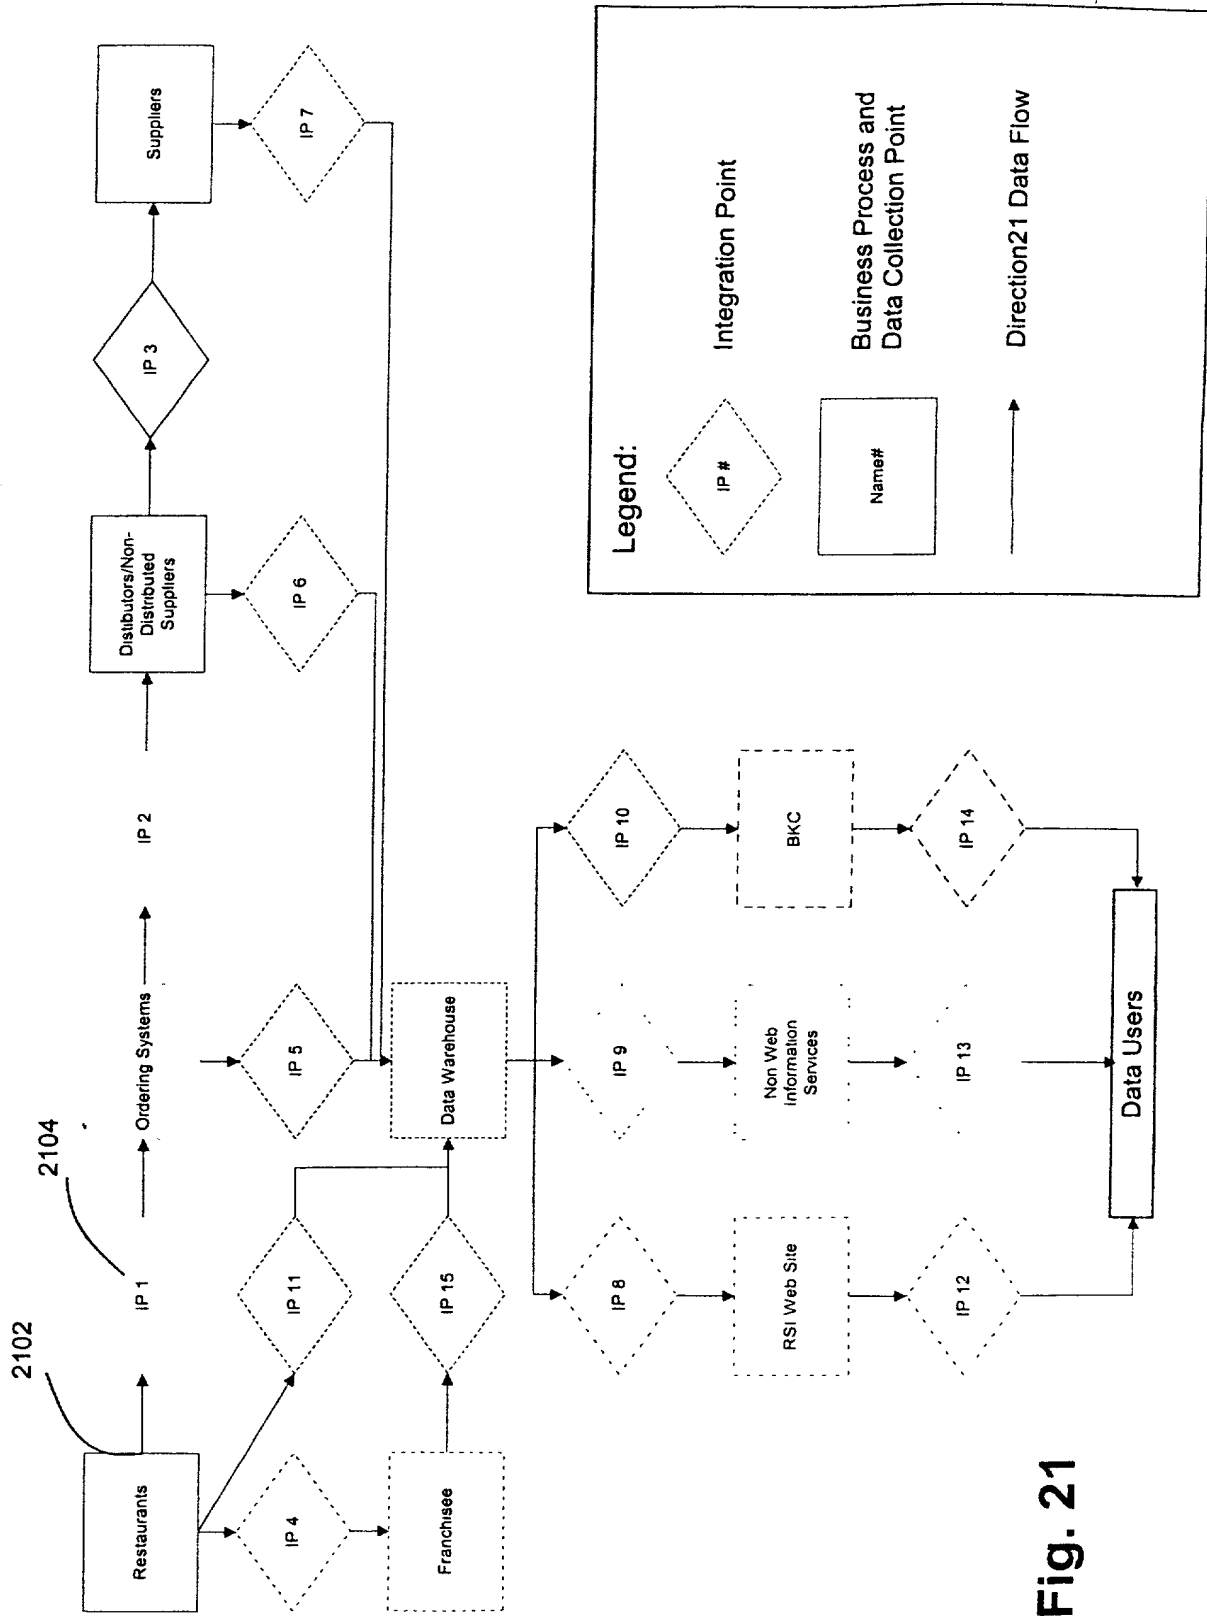 2102
2104
Restaurants
IP 1
Ordering Systems
IP 2
Distributors/Non-
Distributed
Suppliers
IP 3
Suppliers
IP 4
IP 11
IP 5
IP 6
IP 7
Franchisee
IP 15
Data Warehouse
IP 8
IP 9
IP 10
RSI Web Site
Non Web
Information
Services
BKC
IP 12
IP 13
IP 14
Data Users
Legend:
IP #
Integration Point
Name#
Business Process and
Data Collection Point
Direction21 Data Flow
Fig. 21